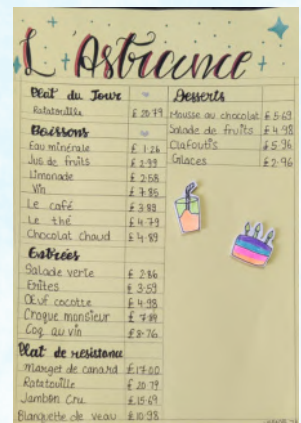 L'Astrance
Plat du Jour
Ratatouille £20.79
Boissons
Eau minérale £1.26
Jus de fruits £2.99
Limonade £2.58
Vin £7.85
Le café £3.89
Le thé £4.79
Chocolat Chaud £4.89
Entrées
Salade verte £2.86
Frites £3.59
Œuf cocotte £4.98
Croque monsieur £7.89
Coq au vin £8.76
Plat de resistance
Marget de canard £17.00
Ratatouille £20.79
Jambon Cru £15.69
Blanquette de veau £10.98
Desserts
Mousse au chocolat £5.69
Salade de fruits £4.98
Clafoutis £5.96
Glaces £2.96